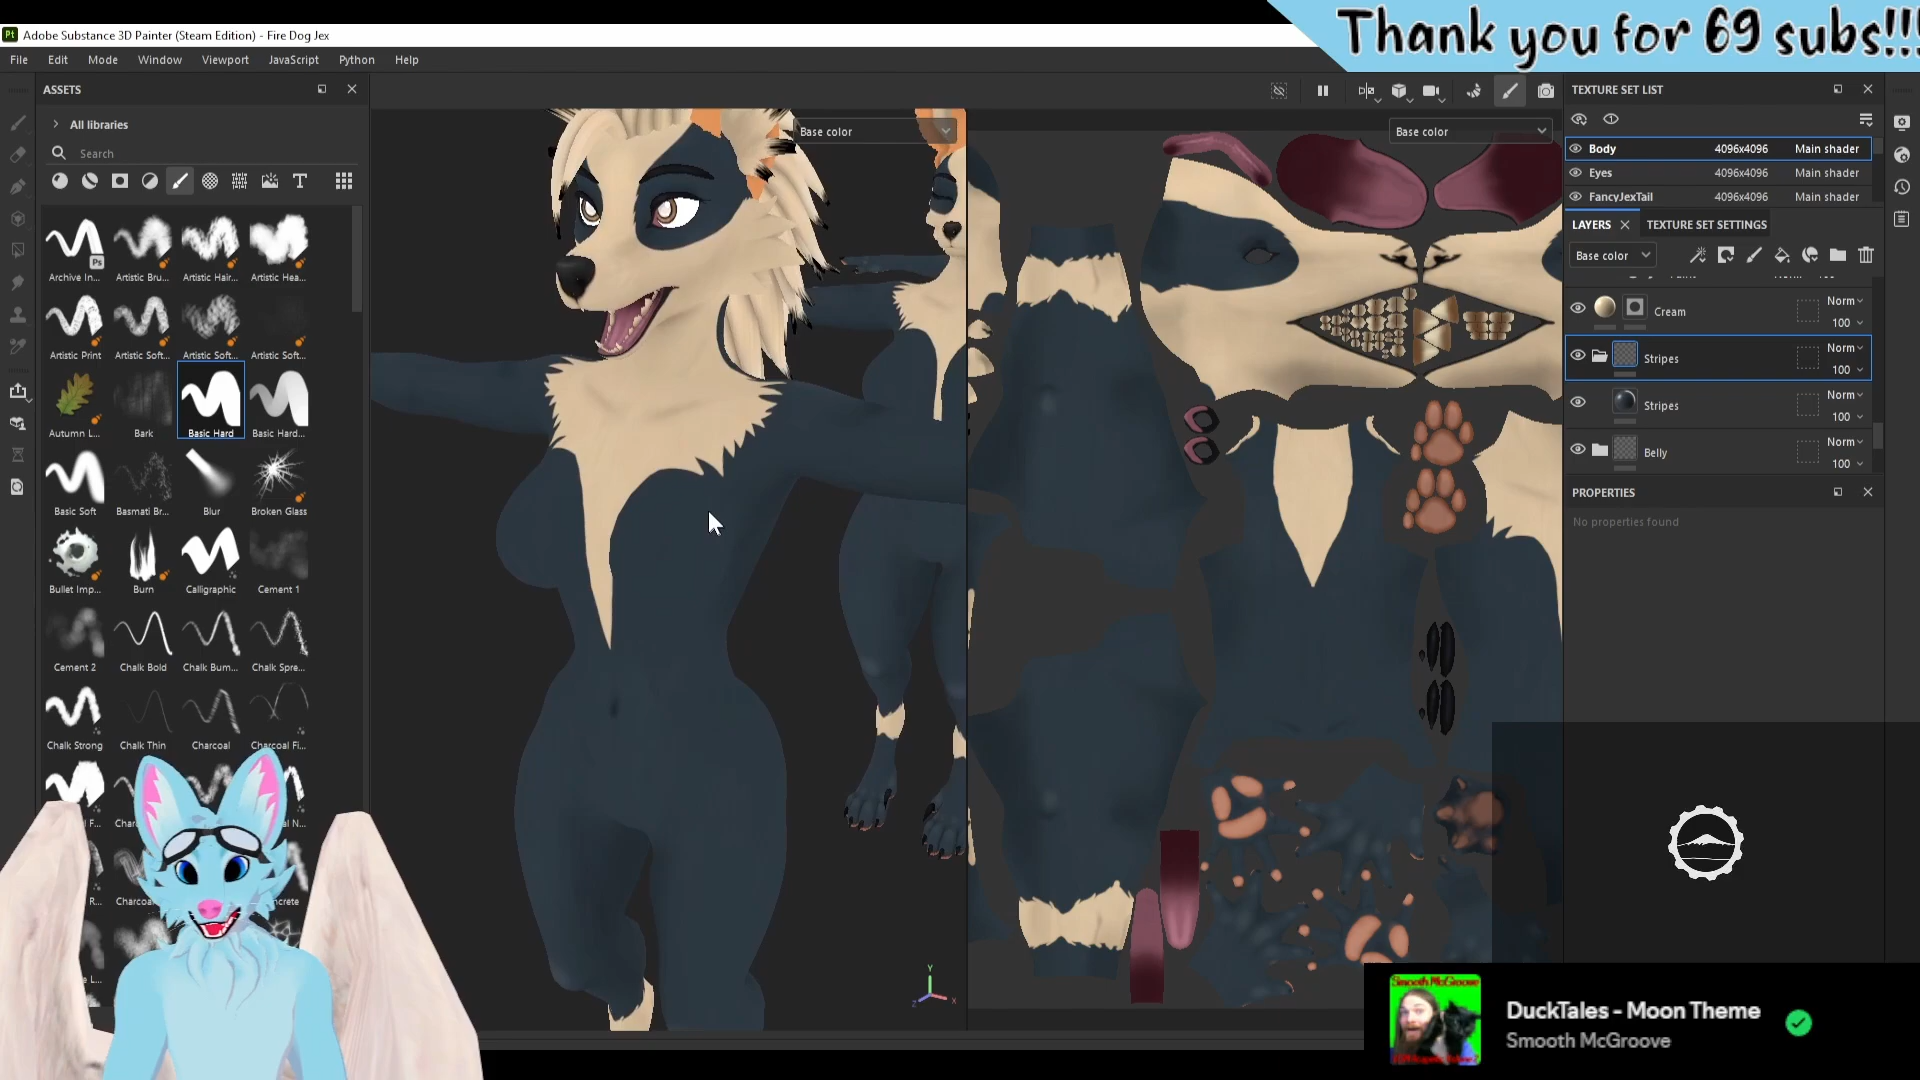 Thank you for 69 subs!!!
Pt Adobe Substance 3D Painter (Steam Edition) - Fire Dog Jex
File Edit Mode Window Viewport JavaScript Python Help
ASSETS
All libraries
Search
Archive In... Artistic Bru... Artistic Hair... Artistic Hea...
Ps
Artistic Print Artistic Soft... Artistic Soft... Artistic Soft...
Autumn L... Bark Basic Hard Basic Hard...
Basic Soft Basmati Br... Blur Broken Glass
Bullet Imp... Burn Calligraphic Cement 1
Cement 2 Chalk Bold Chalk Bum... Chalk Spre...
Chalk Strong Chalk Thin Charcoal Charcoal Fi...
Base color
Base color
Y
X
Z
TEXTURE SET LIST
Body 4096x4096 Main shader
Eyes 4096x4096 Main shader
FancyJexTail 4096x4096 Main shader
LAYERS TEXTURE SET SETTINGS
Base color
Cream Norm 100
Stripes Norm 100
Stripes Norm 100
Belly Norm 100
PROPERTIES
No properties found
Smooth McGroove
DuckTales - Moon Theme
Smooth McGroove